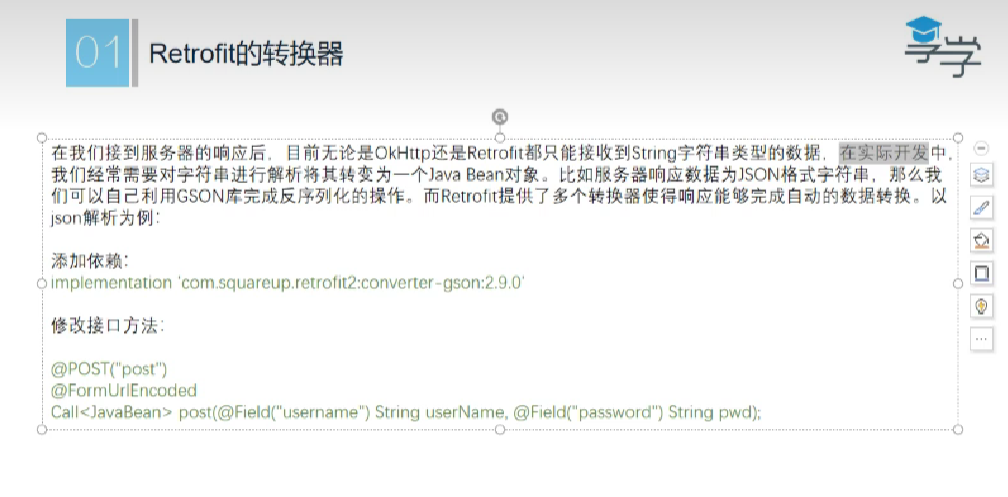 01
Retrofit的转换器
享学
在我们接到服务器的响应后，目前无论是OkHttp还是Retrofit都只能接收到String字符串类型的数据，在实际开发中，
我们经常需要对字符串进行解析将其转变为一个Java Bean对象。比如服务器响应数据为JSON格式字符串，那么我
们可以自己利用GSON库完成反序列化的操作。而Retrofit提供了多个转换器使得响应能够完成自动的数据转换。以
json解析为例：
添加依赖：
implementation 'com.squareup.retrofit2:converter-gson:2.9.0'
修改接口方法：
@POST("post")
@FormUrlEncoded
Call<JavaBean> post(@Field("username") String userName, @Field("password") String pwd);